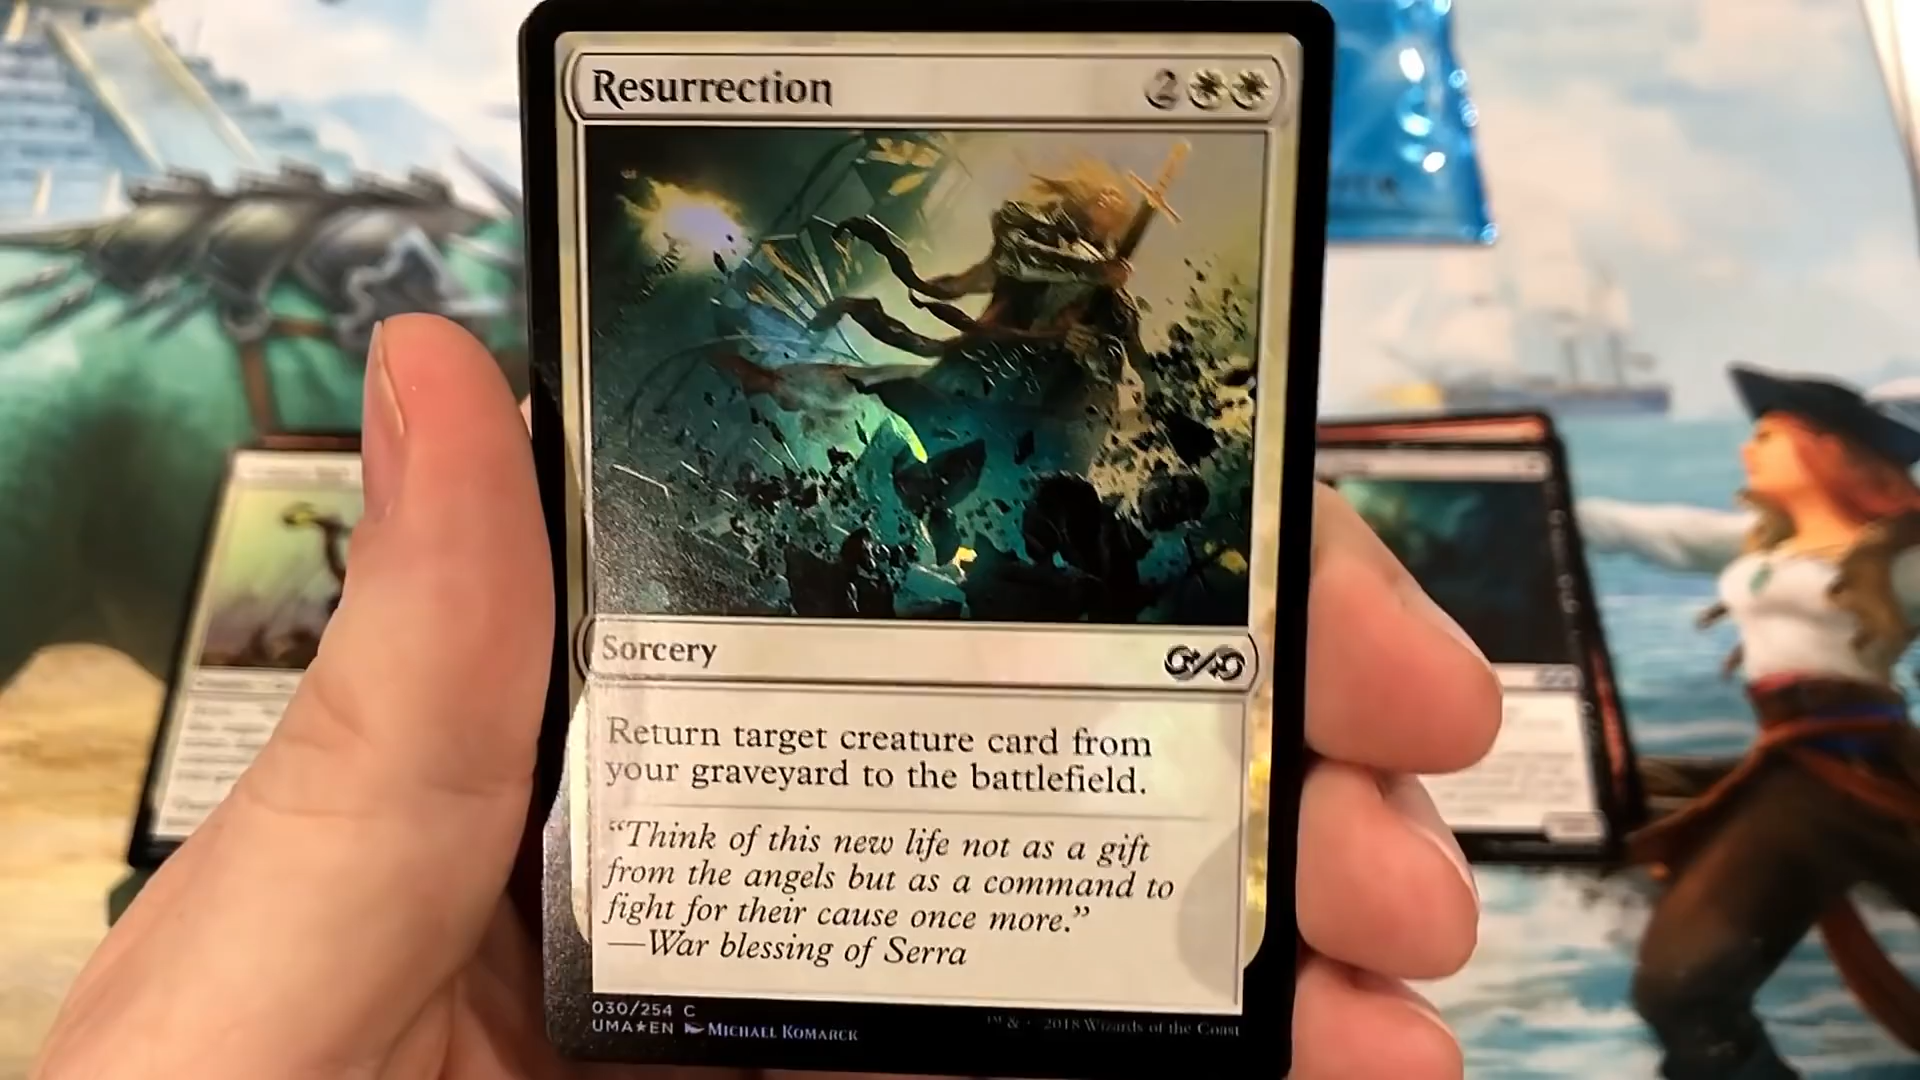 Resurrection 2
Sorcery
Return target creature card from
your graveyard to the battlefield.
“Think of this new life not as a gift
from the angels but as a command to
fight for their cause once more.”
—War blessing of Serra
030/254 C
UMA★EN Michael Komarck
™ & 2018 Wizards of the Coast